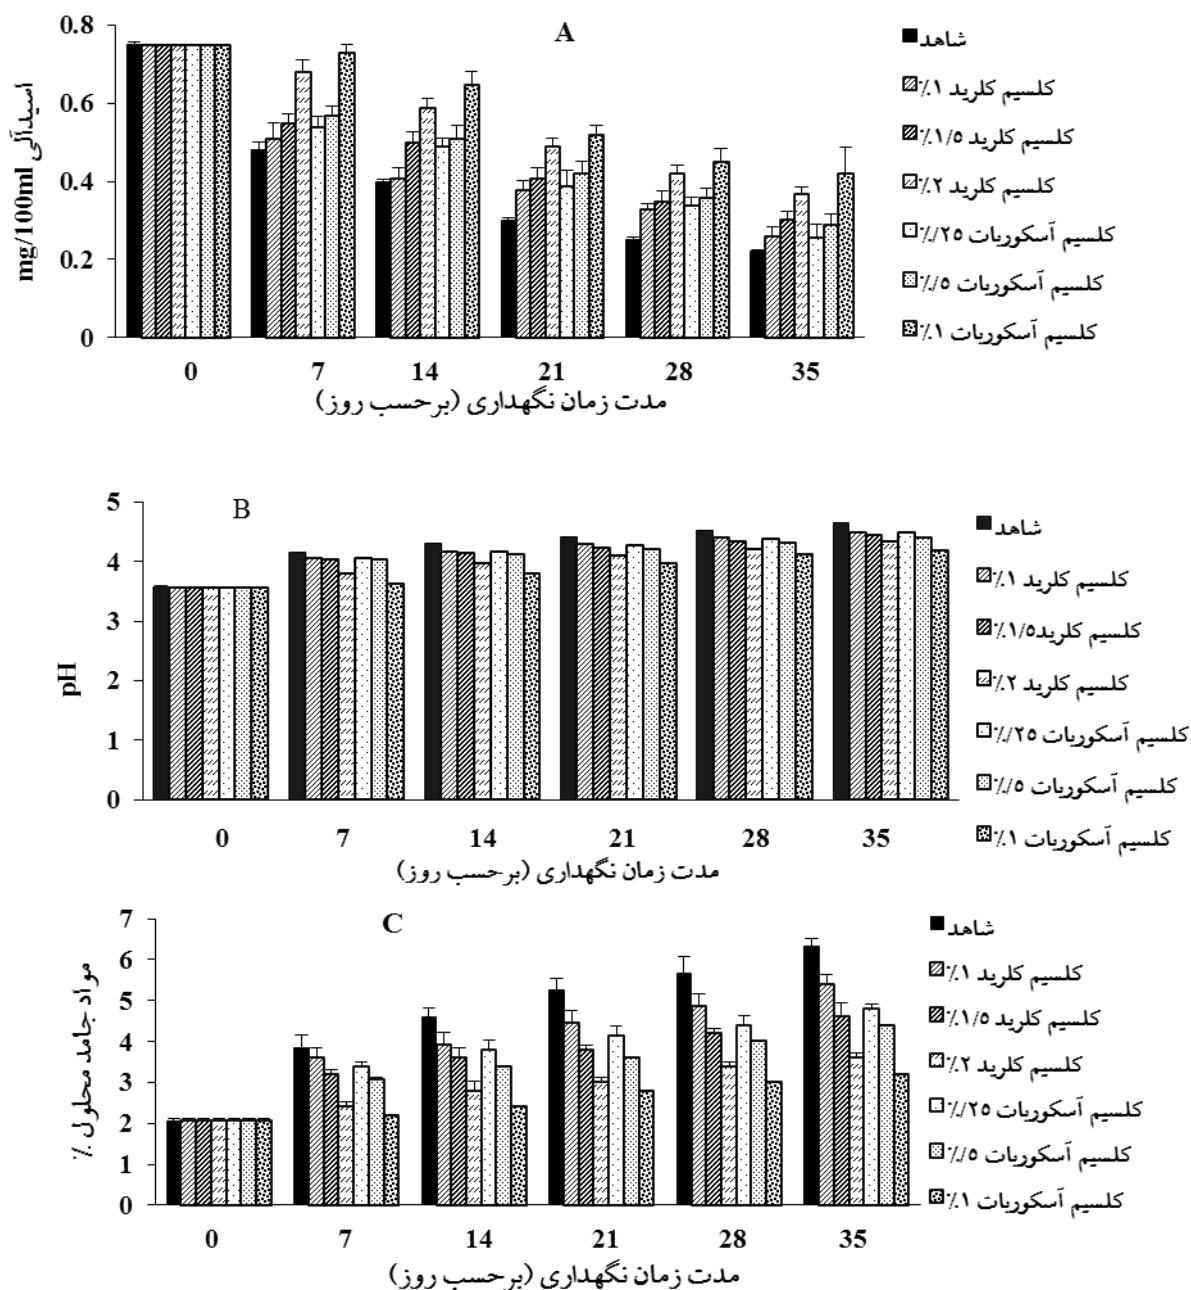 A
0.8
0.6
0.4
0.2
0
اسیدآلی mg/100ml
0 7 14 21 28 35
مدت زمان نگهداری (برحسب روز)
شاهد
کلسیم کلرید ۱٪
کلسیم کلرید ۱/۵٪
کلسیم کلرید ۲٪
کلسیم آسکوربات ۲۵/٪
کلسیم آسکوربات ۵/٪
کلسیم آسکوربات ۱٪
B
5
4
3
2
1
0
pH
0 7 14 21 28 35
مدت زمان نگهداری (برحسب روز)
شاهد
کلسیم کلرید ۱٪
کلسیم کلرید۱/۵٪
کلسیم کلرید ۲٪
کلسیم آسکوربات ۲۵/٪
کلسیم آسکوربات ۵/٪
کلسیم آسکوربات ۱٪
C
7
6
5
4
3
2
1
0
مواد جامد محلول ٪
0 7 14 21 28 35
مدت زمان نگهداری (برحسب روز)
شاهد
کلسیم کلرید ۱٪
کلسیم کلرید ۱/۵٪
کلسیم کلرید ۲٪
کلسیم آسکوربات ۲۵/٪
کلسیم آسکوربات ۵/٪
کلسیم آسکوربات ۱٪